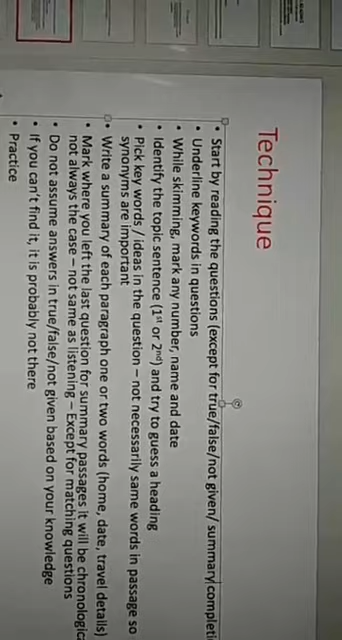 Technique
• Start by reading the questions (except for true/false/not given/ summary completi
• Underline keywords in questions
• While skimming, mark any number, name and date
• Identify the topic sentence (1st or 2nd) and try to guess a heading
• Pick key words / ideas in the question – not necessarily same words in passage so
synonyms are important
• Write a summary of each paragraph one or two words (home, date, travel details)
• Mark where you left the last question for summary passages it will be chronologica
not always the case – not same as listening – Except for matching questions
• Do not assume answers in true/false/not given based on your knowledge
• If you can't find it, it is probably not there
• Practice